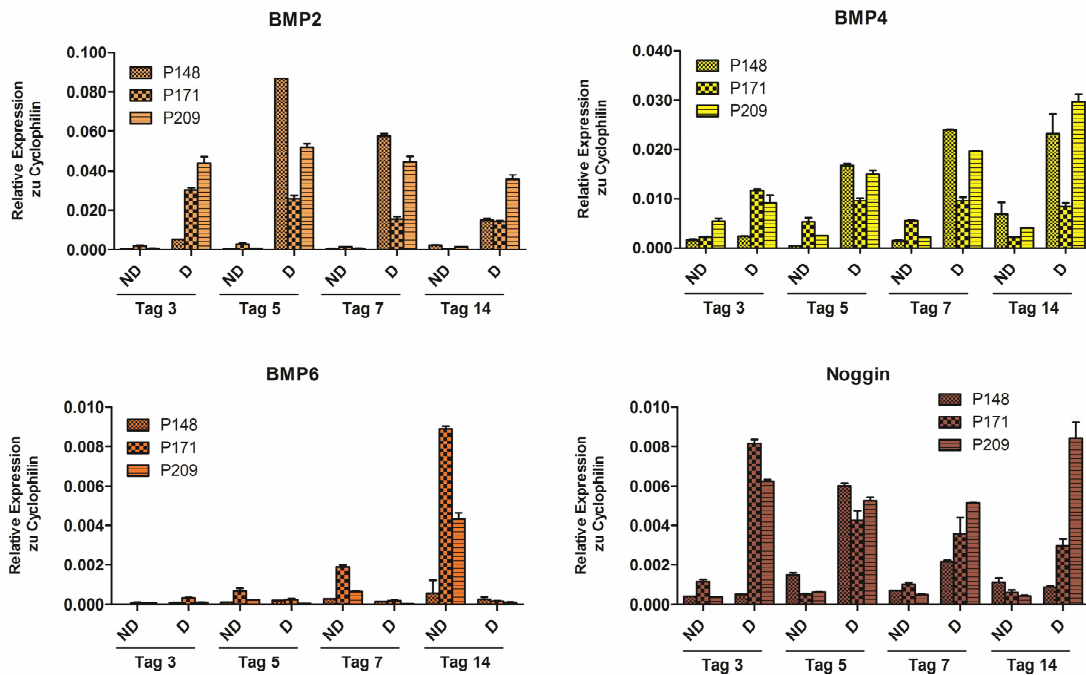 BMP2
Relative Expression
zu Cyclophilin
0.100
0.080
0.060
0.040
0.020
0.000
P148
P171
P209
ND
D
ND
D
ND
D
ND
D
Tag 3
Tag 5
Tag 7
Tag 14
BMP4
Relative Expression
zu Cyclophilin
0.040
0.030
0.020
0.010
0.000
P148
P171
P209
ND
D
ND
D
ND
D
ND
D
Tag 3
Tag 5
Tag 7
Tag 14
BMP6
Relative Expression
zu Cyclophilin
0.010
0.008
0.006
0.004
0.002
0.000
P148
P171
P209
ND
D
ND
D
ND
D
ND
D
Tag 3
Tag 5
Tag 7
Tag 14
Noggin
Relative Expression
zu Cyclophilin
0.010
0.008
0.006
0.004
0.002
0.000
P148
P171
P209
ND
D
ND
D
ND
D
ND
D
Tag 3
Tag 5
Tag 7
Tag 14